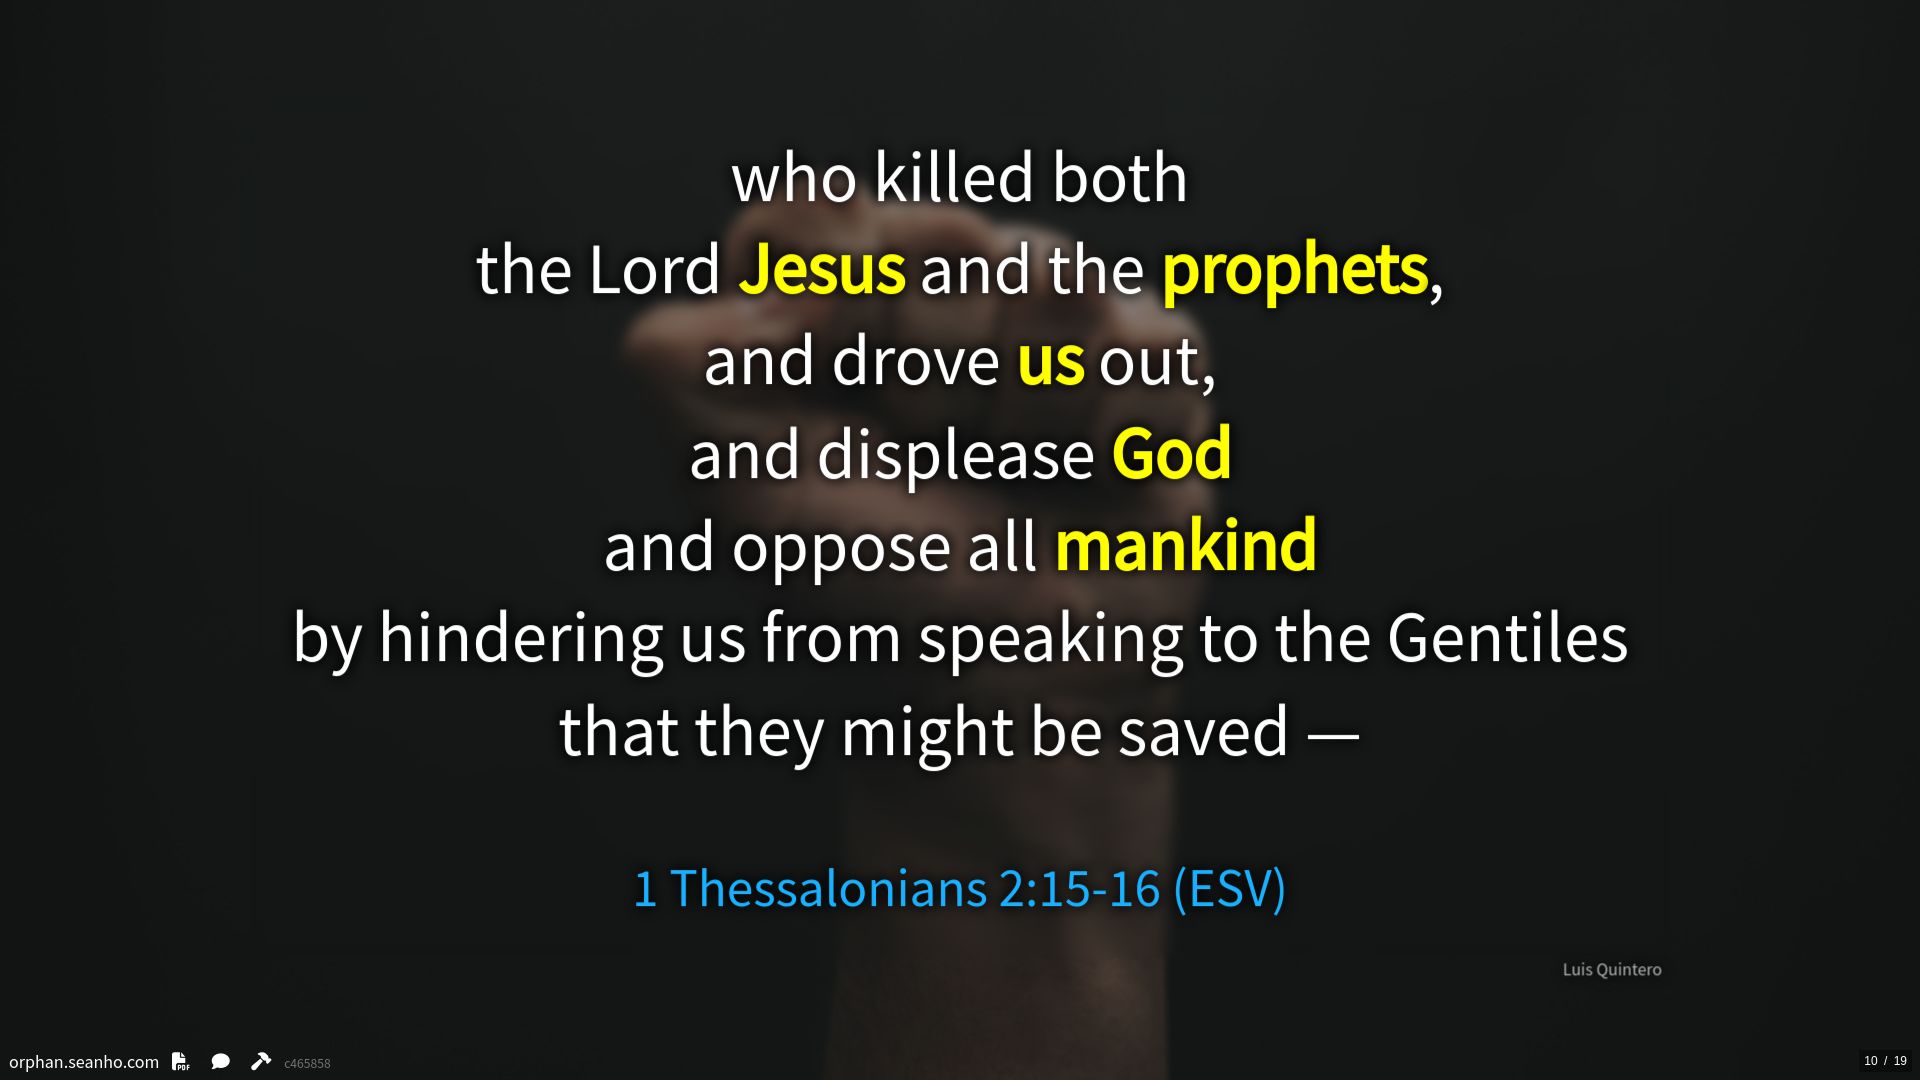 who killed both
the Lord Jesus and the prophets,
and drove us out,
and displease God
and oppose all mankind
by hindering us from speaking to the Gentiles
that they might be saved —
1 Thessalonians 2:15-16 (ESV)
Luis Quintero
orphan.seanho.com PDF c465858
10 / 19